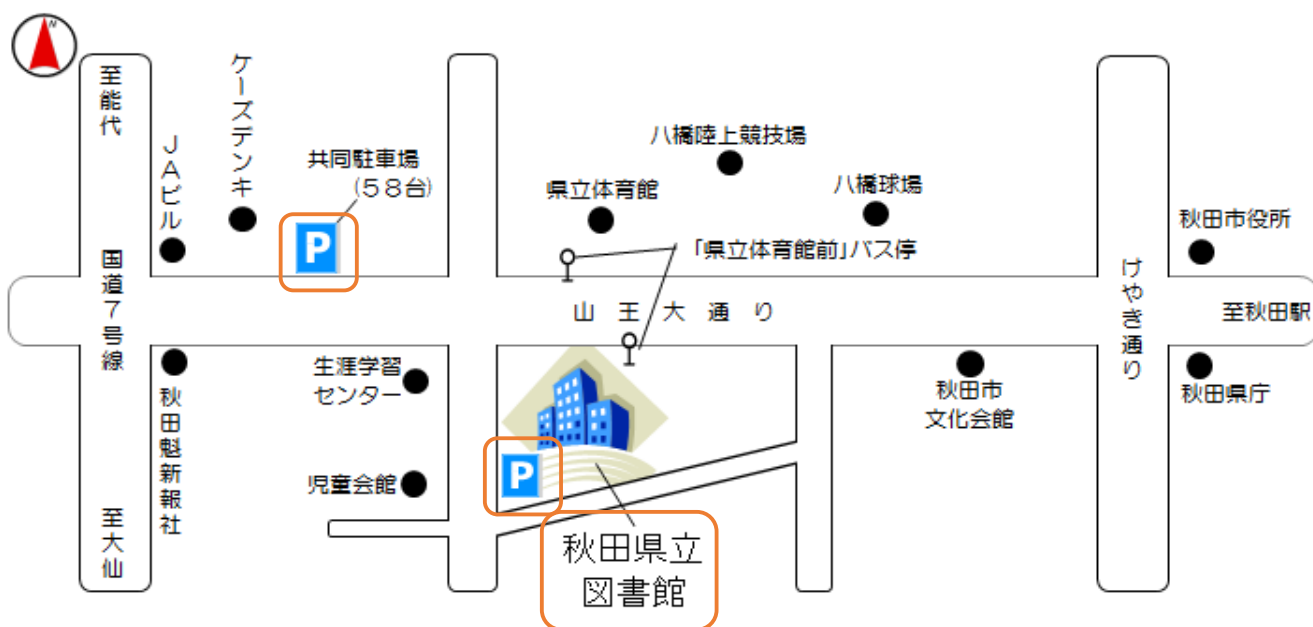 N
至能代
ケーズデンキ
JAビル
共同駐車場
(58台)
P
県立体育館
八橋陸上競技場
八橋球場
秋田市役所
「県立体育館前」バス停
国道7号線
山王大通り
けやき通り
至秋田駅
秋田魁新報社
生涯学習
センター
児童会館
P
秋田市
文化会館
秋田県庁
至大仙
秋田県立
図書館